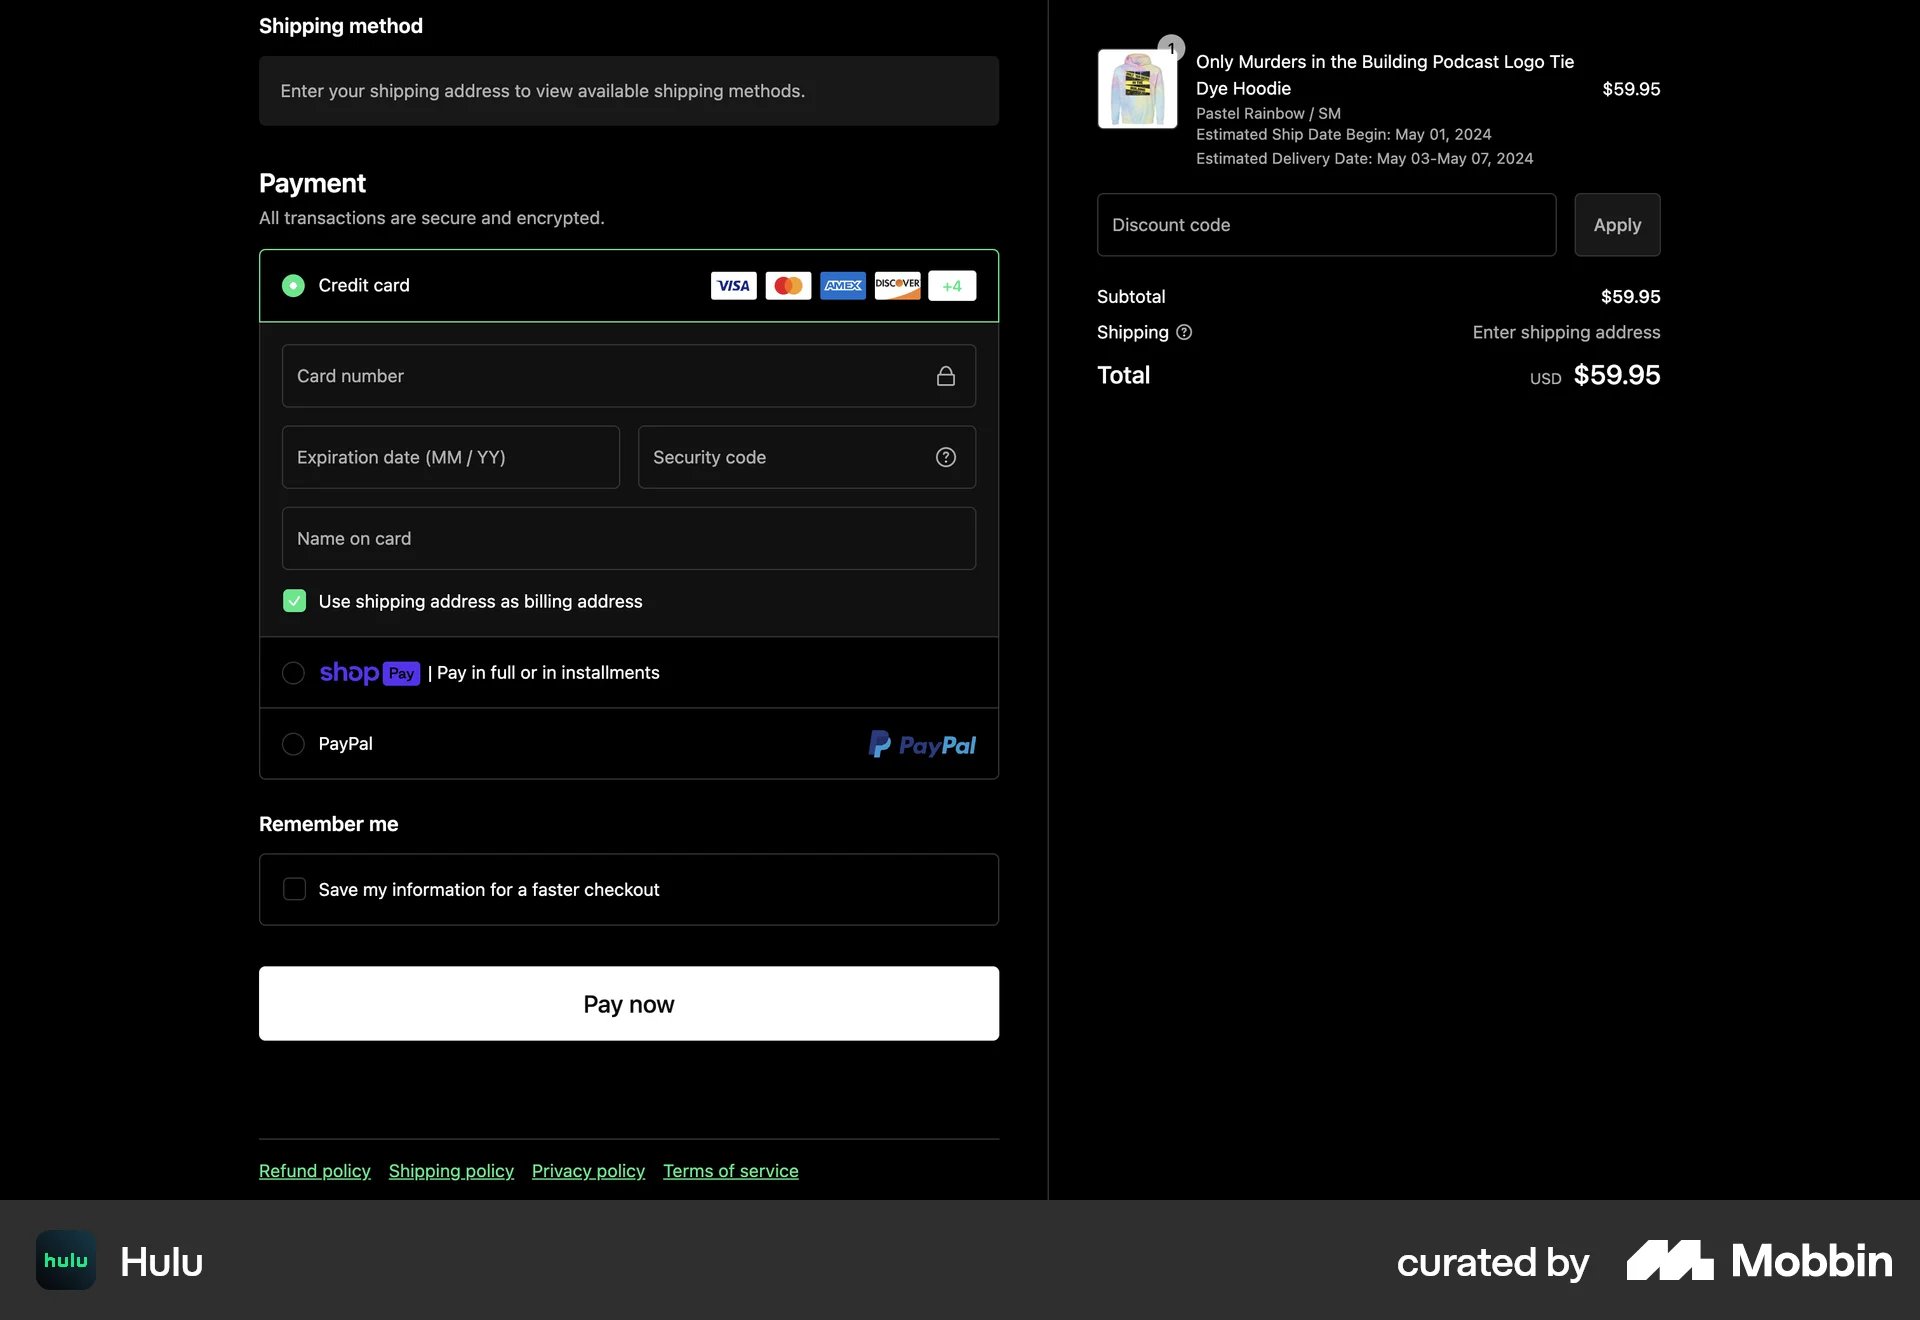 Shipping method
Enter your shipping address to view available shipping methods.
Payment
All transactions are secure and encrypted.
Credit card
VISA
AMEX
DISCOVER
+4
Card number
Expiration date (MM / YY)
Security code
Name on card
Use shipping address as billing address
shop Pay | Pay in full or in installments
PayPal
PayPal
Remember me
Save my information for a faster checkout
Pay now
Refund policy
Shipping policy
Privacy policy
Terms of service
1
Only Murders in the Building Podcast Logo Tie
Dye Hoodie
$59.95
Pastel Rainbow / SM
Estimated Ship Date Begin: May 01, 2024
Estimated Delivery Date: May 03-May 07, 2024
Discount code
Apply
Subtotal
$59.95
Shipping
Enter shipping address
Total
USD $59.95
hulu
Hulu
curated by
Mobbin